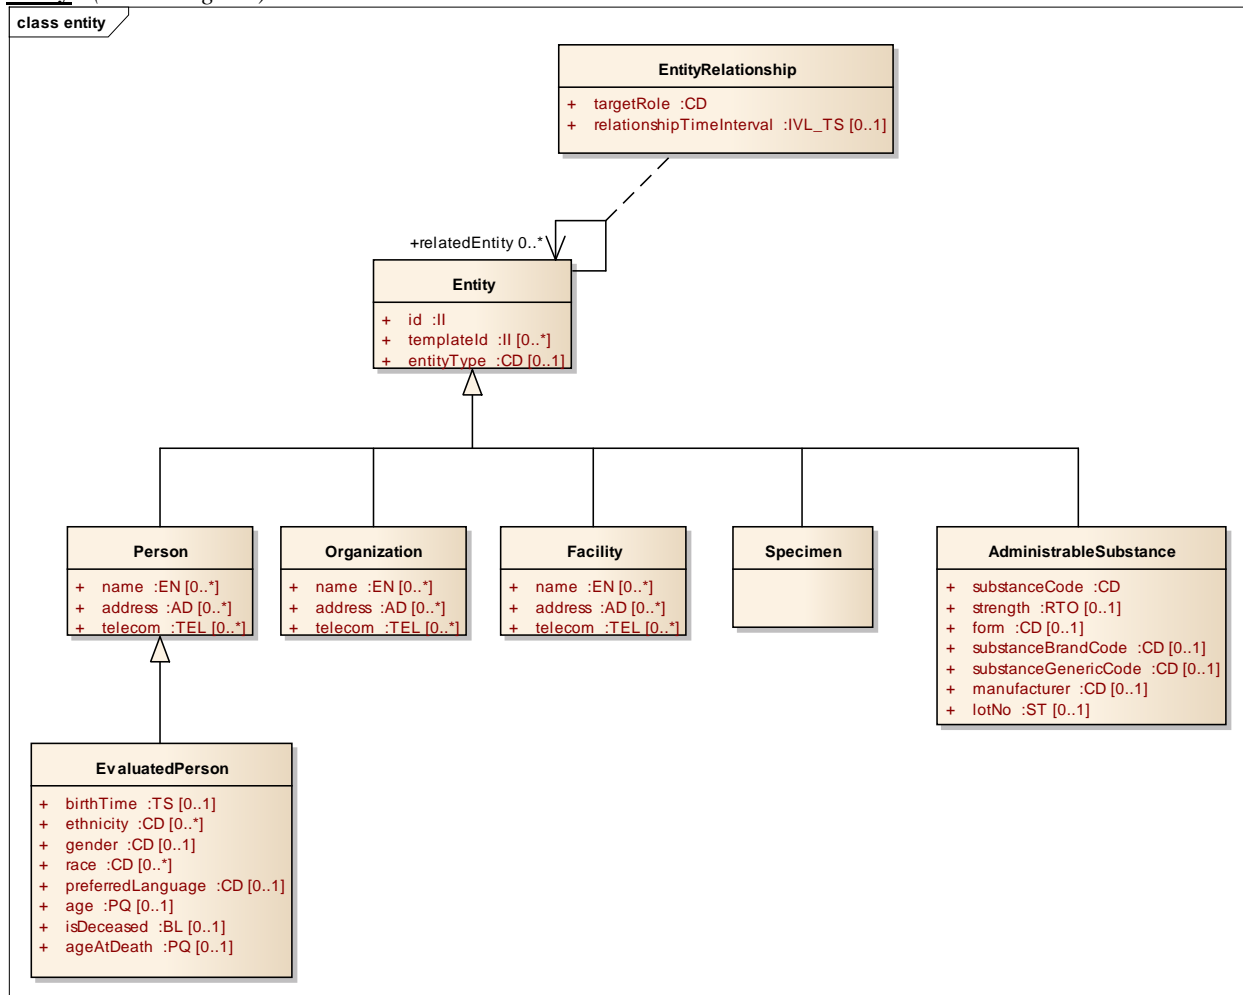 class entity
EntityRelationship
+ targetRole :CD
+ relationshipTimeInterval :IVL_TS [0..1]
+relatedEntity 0..*
Entity
+ id :II
+ templateId :II [0..*]
+ entityType :CD [0..1]
Person
+ name :EN [0..*]
+ address :AD [0..*]
+ telecom :TEL [0..*]
Organization
+ name :EN [0..*]
+ address :AD [0..*]
+ telecom :TEL [0..*]
Facility
+ name :EN [0..*]
+ address :AD [0..*]
+ telecom :TEL [0..*]
Specimen
AdministrableSubstance
+ substanceCode :CD
+ strength :RTO [0..1]
+ form :CD [0..1]
+ substanceBrandCode :CD [0..1]
+ substanceGenericCode :CD [0..1]
+ manufacturer :CD [0..1]
+ lotNo :ST [0..1]
EvaluatedPerson
+ birthTime :TS [0..1]
+ ethnicity :CD [0..*]
+ gender :CD [0..1]
+ race :CD [0..*]
+ preferredLanguage :CD [0..1]
+ age :PQ [0..1]
+ isDeceased :BL [0..1]
+ ageAtDeath :PQ [0..1]